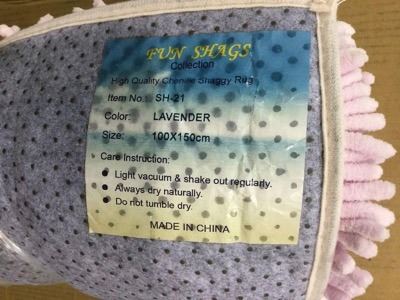 FUN SHAGS
Collection
High Quality Chenille Shaggy Rug
Item No.: SH-21
Color: LAVENDER
Size: 100X150cm
Care Instruction:
● Light vacuum & shake out regularly.
● Always dry naturally.
● Do not tumble dry.
MADE IN CHINA